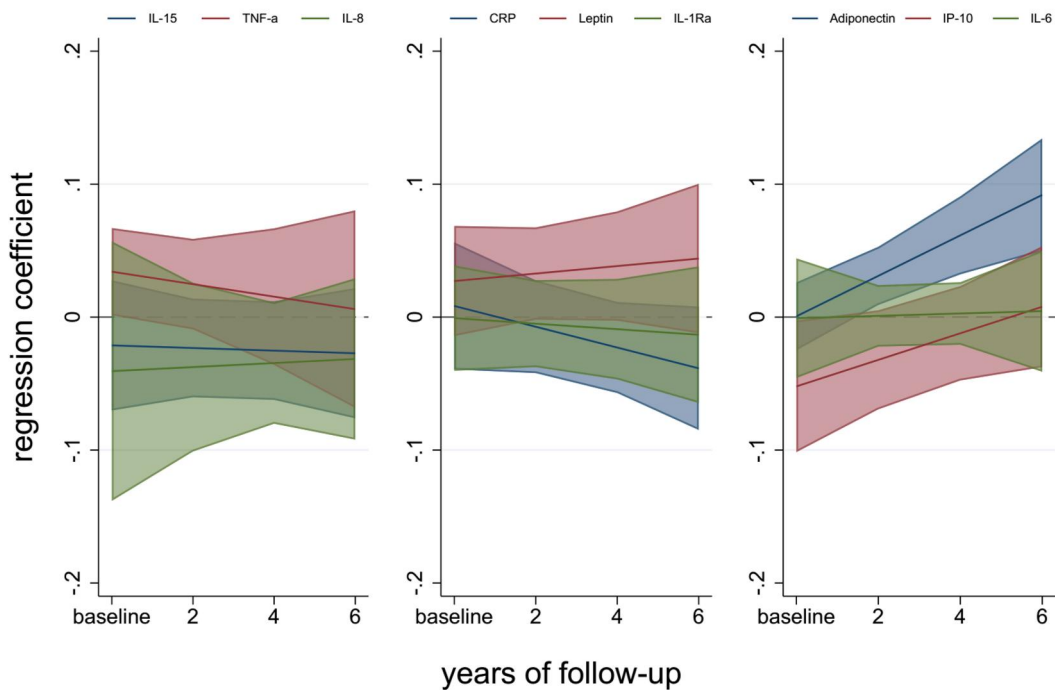 IL-15 TNF-a IL-8
CRP Leptin IL-1Ra
Adiponectin IP-10 IL-6
regression coefficient
.2
.1
0
-.1
-.2
baseline 2 4 6
.2
.1
0
-.1
-.2
baseline 2 4 6
.2
.1
0
-.1
-.2
baseline 2 4 6
years of follow-up